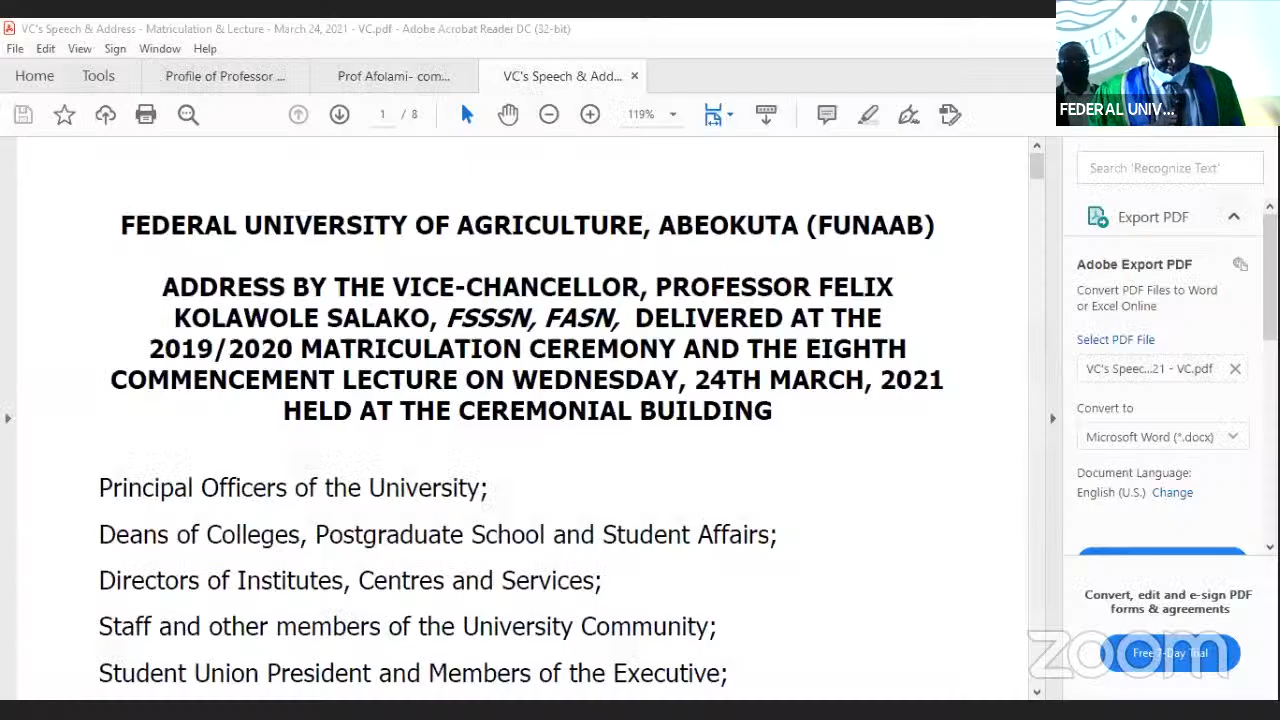 VC's Speech & Address - Matriculation & Lecture - March 24, 2021 - VC.pdf - Adobe Acrobat Reader DC (32-bit)
File Edit View Sign Window Help
Home Tools Profile of Professor ... Prof Afolami- com... VC's Speech & Add... ×
1 / 8 119%
FEDERAL UNIV...
FEDERAL UNIVERSITY OF AGRICULTURE, ABEOKUTA (FUNAAB)
ADDRESS BY THE VICE-CHANCELLOR, PROFESSOR FELIX
KOLAWOLE SALAKO, FSSSN, FASN, DELIVERED AT THE
2019/2020 MATRICULATION CEREMONY AND THE EIGHTH
COMMENCEMENT LECTURE ON WEDNESDAY, 24TH MARCH, 2021
HELD AT THE CEREMONIAL BUILDING
Principal Officers of the University;
Deans of Colleges, Postgraduate School and Student Affairs;
Directors of Institutes, Centres and Services;
Staff and other members of the University Community;
Student Union President and Members of the Executive;
Search 'Recognize Text'
Export PDF
Adobe Export PDF
Convert PDF Files to Word
or Excel Online
Select PDF File
VC's Speec...21 - VC.pdf
Convert to
Microsoft Word (*.docx)
Document Language:
English (U.S.) Change
Convert, edit and e-sign PDF
forms & agreements
Free 7-Day Trial
zoom